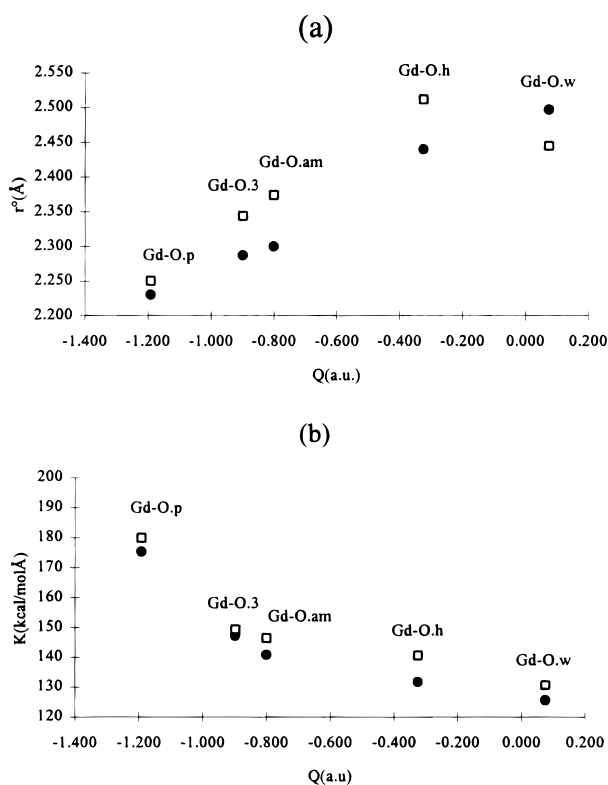 (a)
2.550
2.500
2.450
2.400
2.350
2.300
2.250
2.200
r°(Å)
Gd-O.h
Gd-O.w
Gd-O.am
Gd-O.3
Gd-O.p
-1.400 -1.200 -1.000 -0.800 -0.600 -0.400 -0.200 0.000 0.200
Q(a.u.)
(b)
200
190
180
170
160
150
140
130
120
K(kcal/molÅ)
Gd-O.p
Gd-O.3
Gd-O.am
Gd-O.h
Gd-O.w
-1.400 -1.200 -1.000 -0.800 -0.600 -0.400 -0.200 0.000 0.200
Q(a.u)